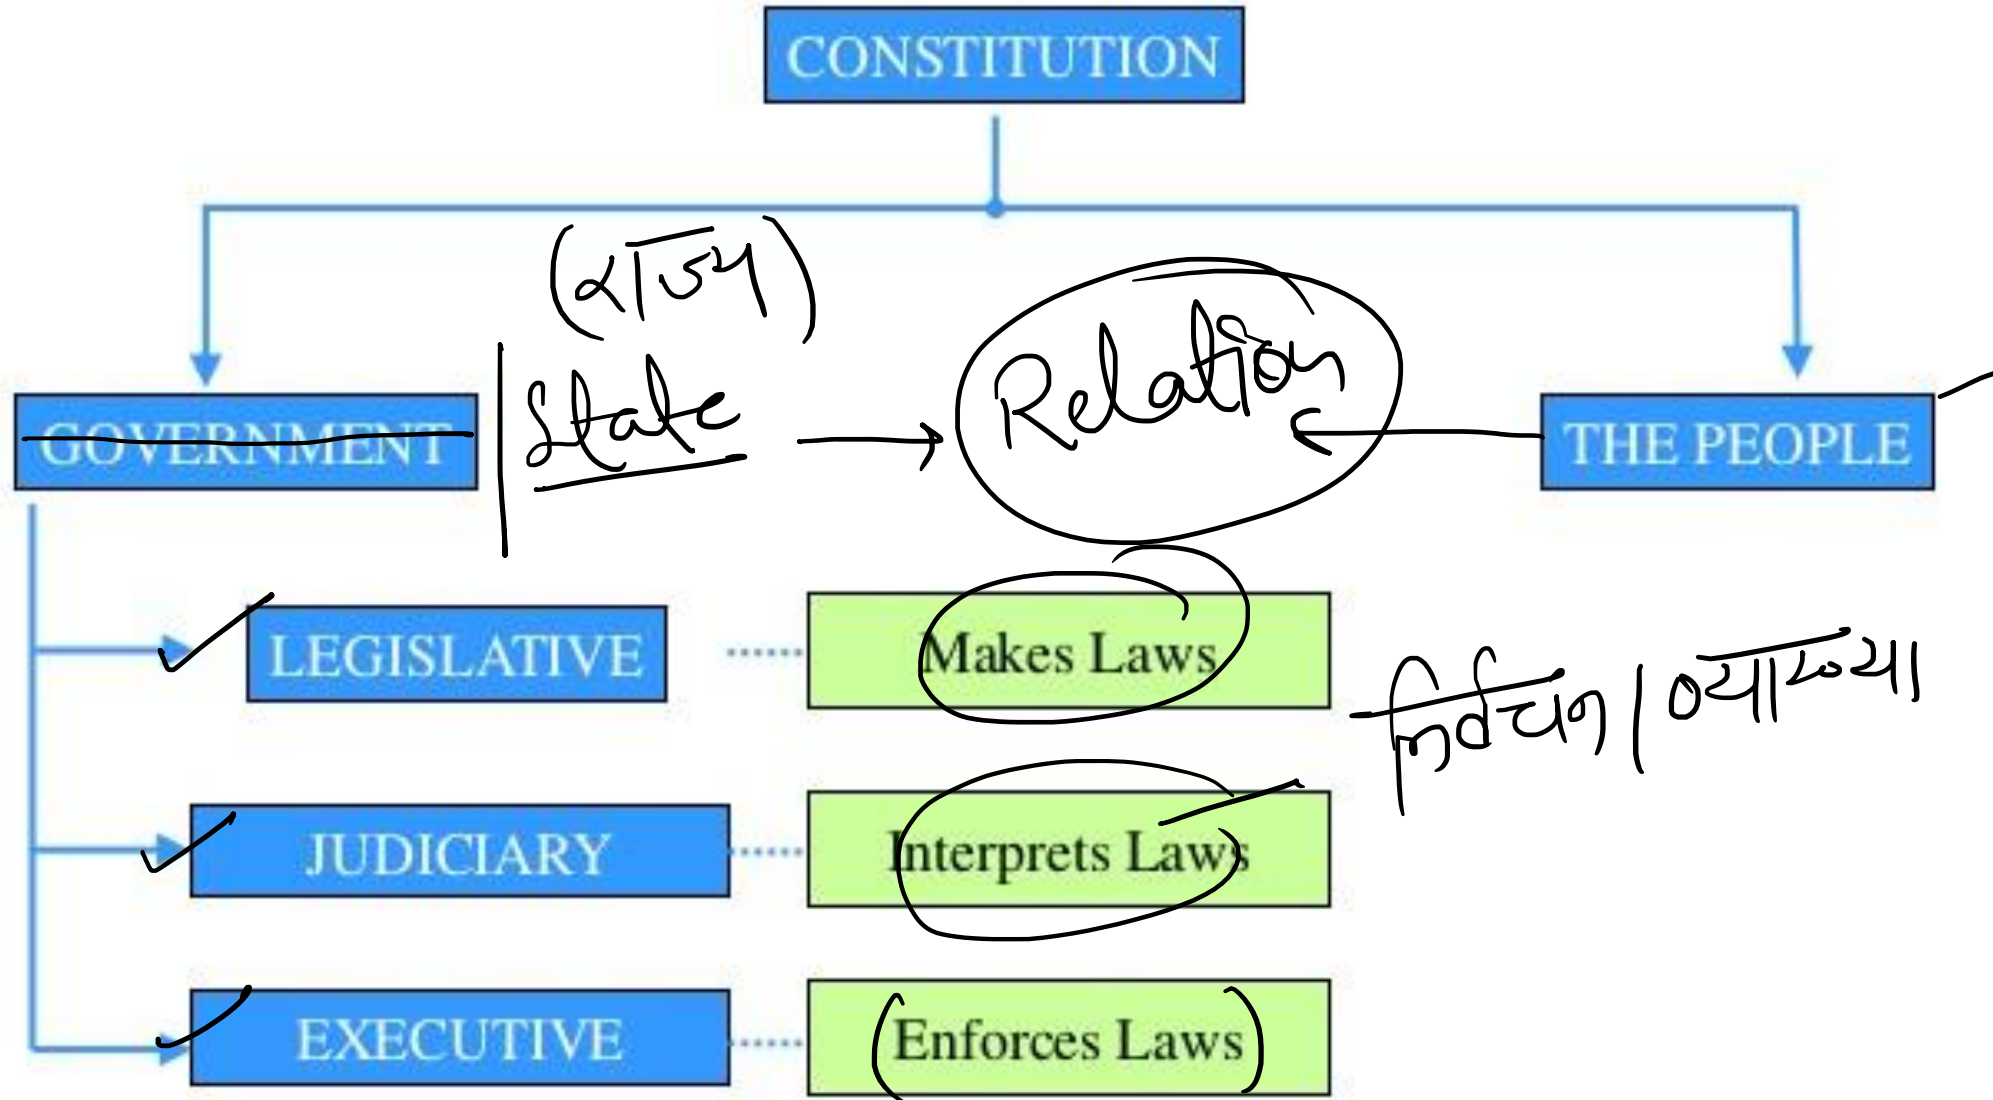 CONSTITUTION
(राज्य)
GOVERNMENT | State → Relation ← THE PEOPLE
LEGISLATIVE Makes Laws
निर्वचन | व्याख्या
JUDICIARY Interprets Laws
EXECUTIVE (Enforces Laws)